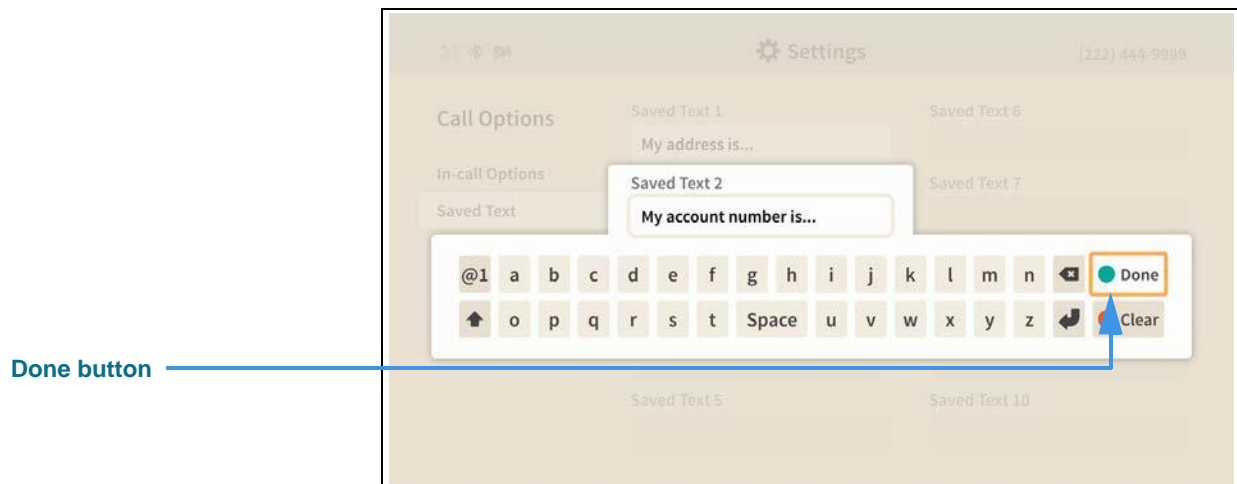 Settings (222) 444-9999
Call Options Saved Text 1 Saved Text 6
My address is...
In-call Options Saved Text 2 Saved Text 7
Saved Text My account number is...
@1 a b c d e f g h i j k l m n Done
o p q r s t Space u v w x y z Clear
Done button
Saved Text 5 Saved Text 10